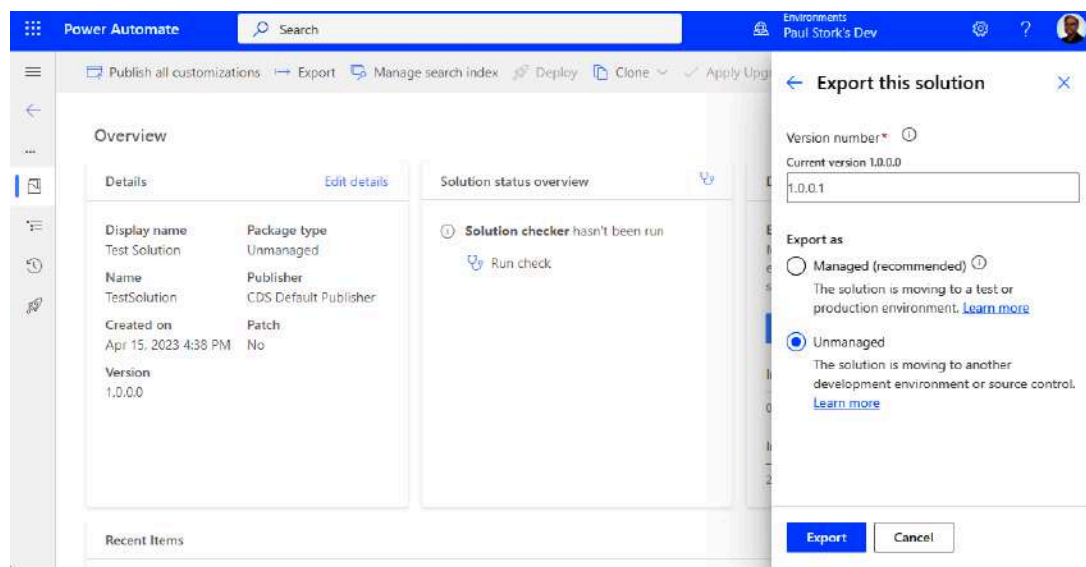 Power Automate
Search
Environments
Paul Stork's Dev
?
Publish all customizations
Export
Manage search index
Deploy
Clone
Apply
Overview
Details
Edit details
Display name
Test Solution
Package type
Unmanaged
Name
TestSolution
Publisher
CDS Default Publisher
Created on
Apr 15, 2023 4:38 PM
Patch
No
Version
1.0.0.0
Solution status overview
Solution checker hasn't been run
Run check
Recent Items
Export this solution
Version number*
Current version 1.0.0.0
1.0.0.1
Export as
Managed (recommended)
The solution is moving to a test or
production environment. Learn more
Unmanaged
The solution is moving to another
development environment or source control.
Learn more
Export
Cancel